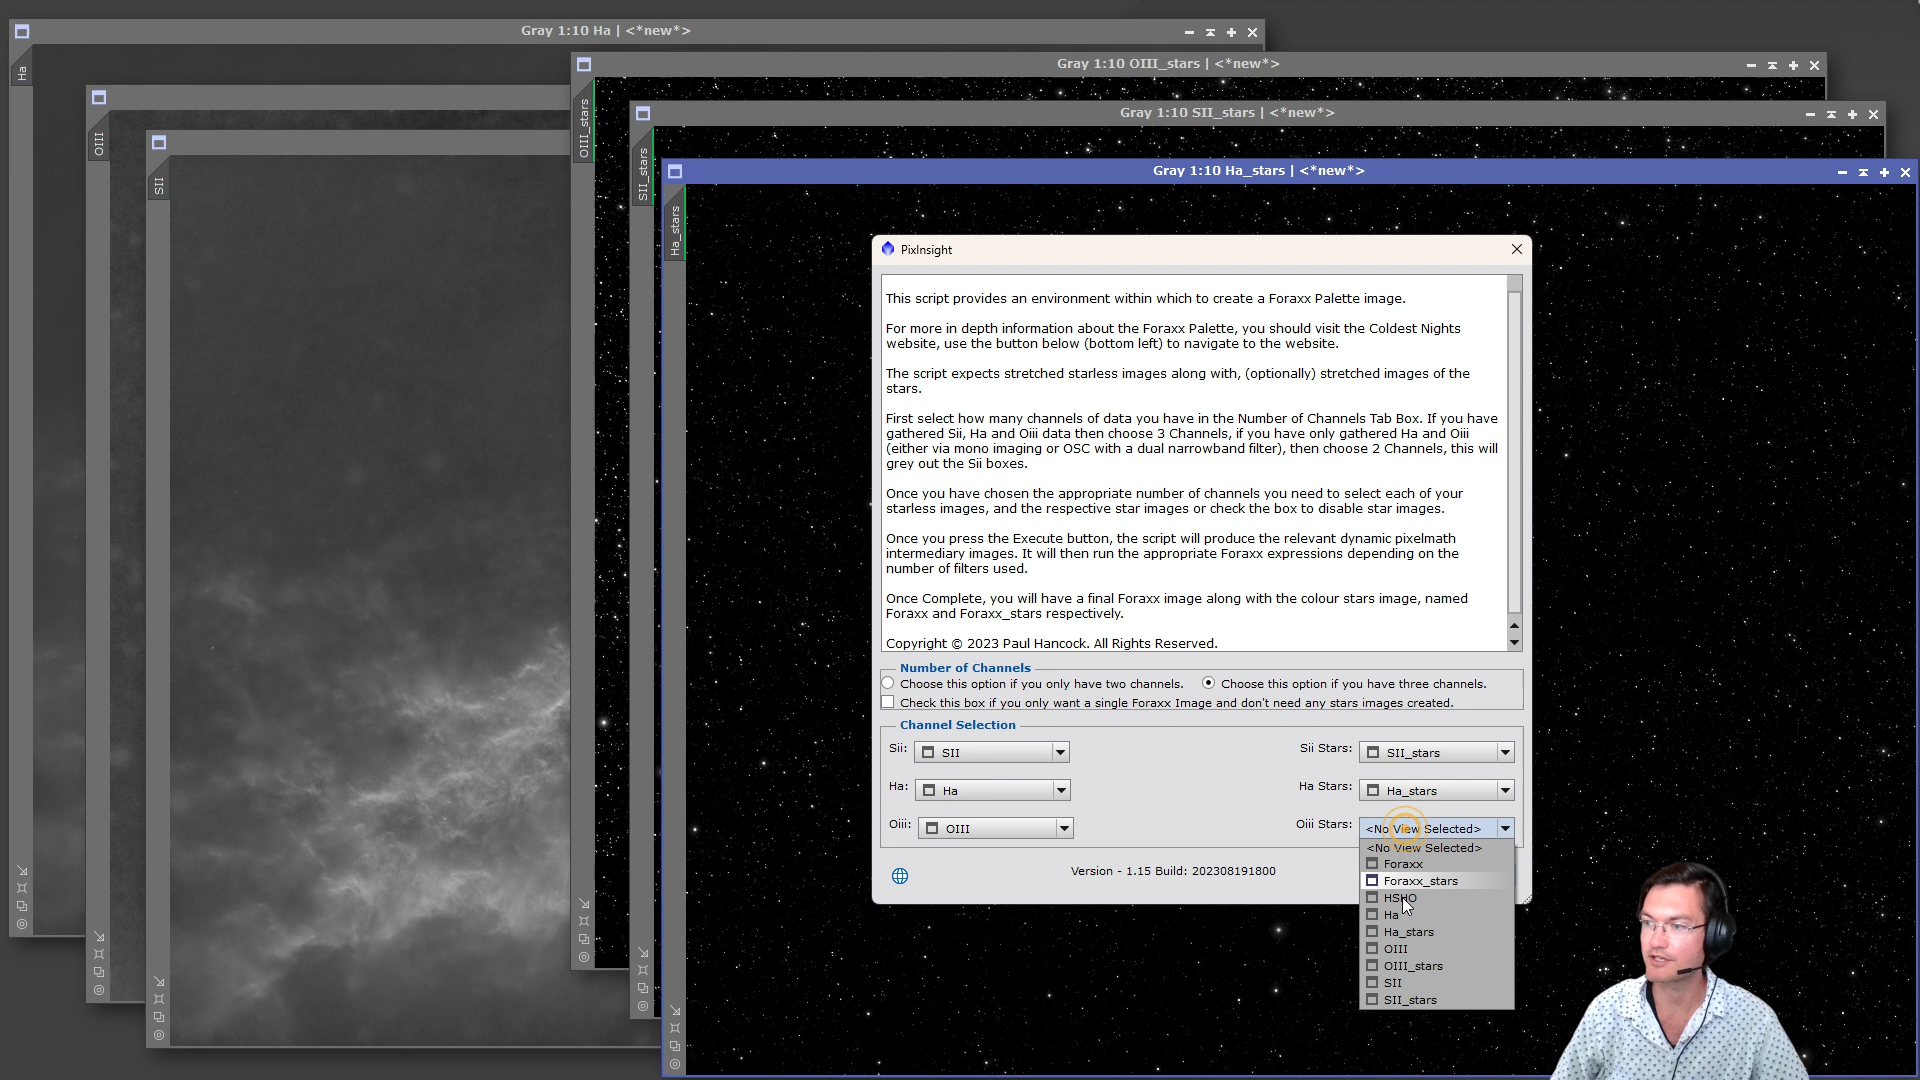 Gray 1:10 Ha | <*new*>
Ha
Gray 1:10 OIII_stars | <*new*>
OIII_stars
OIII
Gray 1:10 SII_stars | <*new*>
SII_stars
SII
Gray 1:10 Ha_stars | <*new*>
Ha_stars
PixInsight
This script provides an environment within which to create a Foraxx Palette image.
For more in depth information about the Foraxx Palette, you should visit the Coldest Nights
website, use the button below (bottom left) to navigate to the website.
The script expects stretched starless images along with, (optionally) stretched images of the
stars.
First select how many channels of data you have in the Number of Channels Tab Box. If you have
gathered Sii, Ha and Oiii data then choose 3 Channels, if you have only gathered Ha and Oiii
(either via mono imaging or OSC with a dual narrowband filter), then choose 2 Channels, this will
grey out the Sii boxes.
Once you have chosen the appropriate number of channels you need to select each of your
starless images, and the respective star images or check the box to disable star images.
Once you press the Execute button, the script will produce the relevant dynamic pixelmath
intermediary images. It will then run the appropriate Foraxx expressions depending on the
number of filters used.
Once Complete, you will have a final Foraxx image along with the colour stars image, named
Foraxx and Foraxx_stars respectively.
Copyright © 2023 Paul Hancock. All Rights Reserved.
Number of Channels
Choose this option if you only have two channels.
Choose this option if you have three channels.
Check this box if you only want a single Foraxx Image and don't need any stars images created.
Channel Selection
Sii:
SII
Sii Stars:
SII_stars
Ha:
Ha
Ha Stars:
Ha_stars
Oiii:
OIII
Oiii Stars:
<No View Selected>
<No View Selected>
Foraxx
Version - 1.15 Build: 202308191800
Foraxx_stars
HSHO
Ha
Ha_stars
OIII
OIII_stars
SII
SII_stars